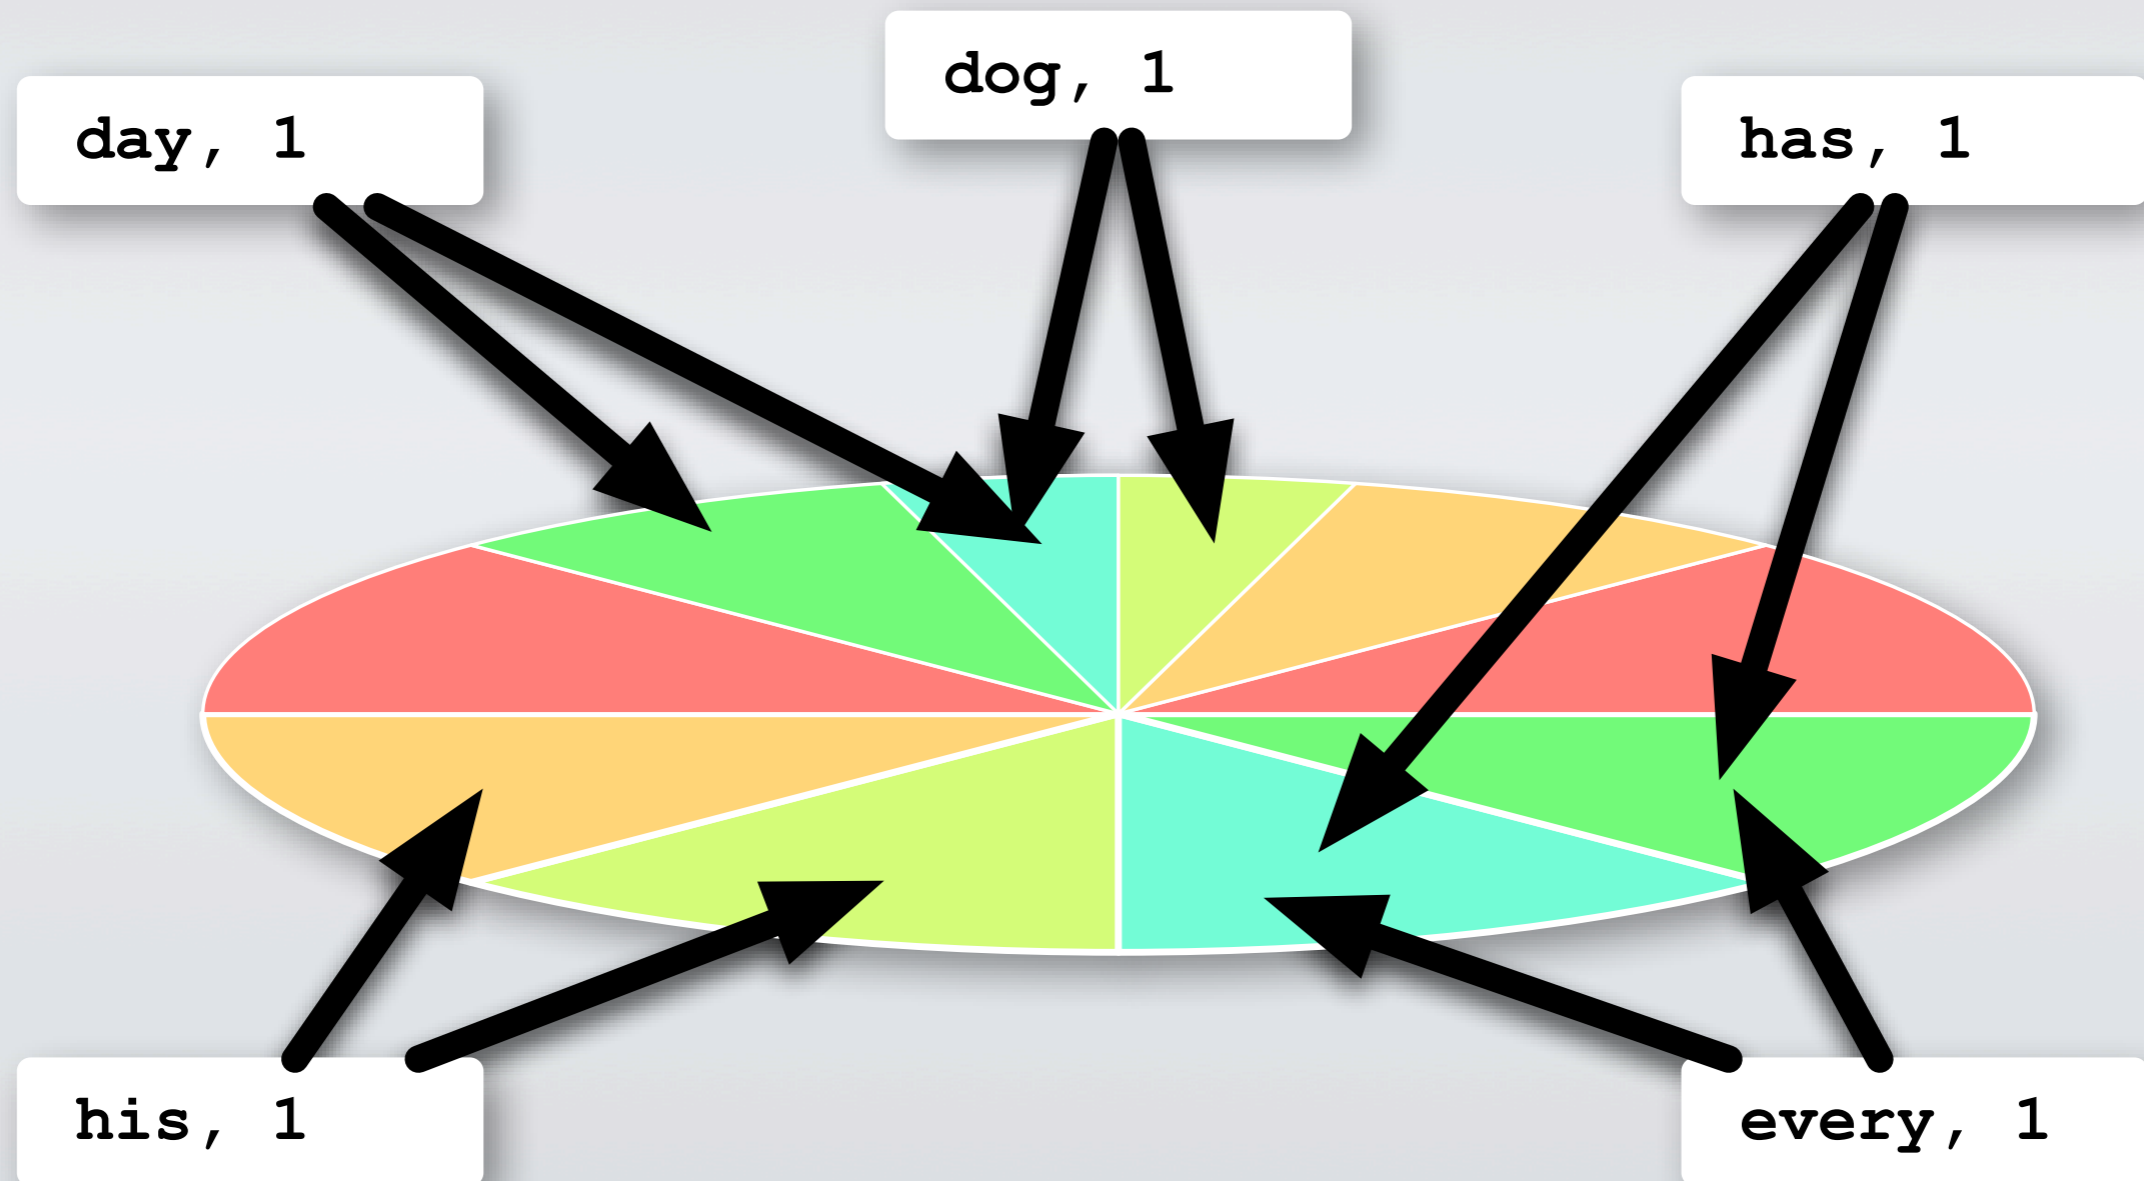 dog, 1
day, 1
has, 1
his, 1
every, 1